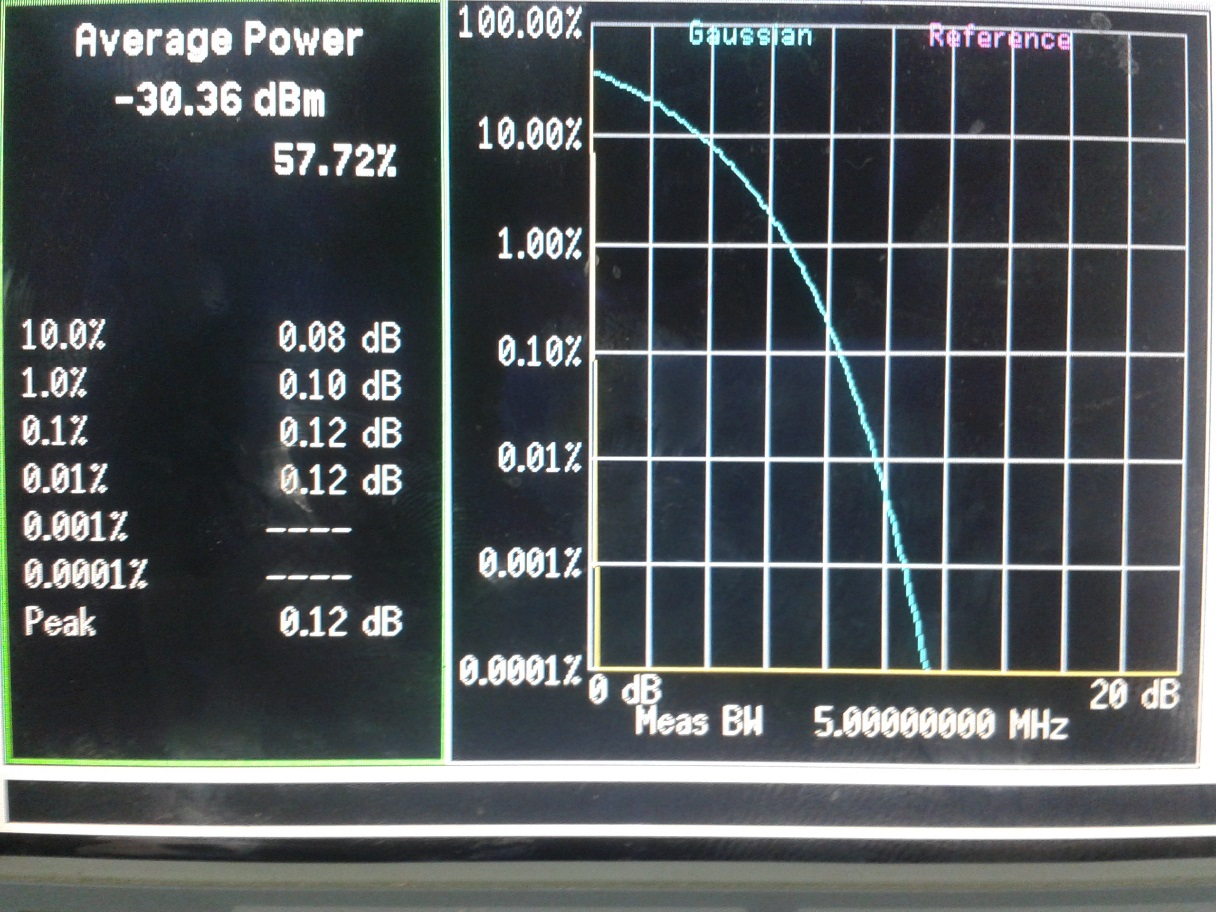 Average Power
-30.36 dBm
57.72%
10.0% 0.08 dB
1.0% 0.10 dB
0.1% 0.12 dB
0.01% 0.12 dB
0.001% ----
0.0001% ----
Peak 0.12 dB
100.00%
Gaussian Reference
10.00%
1.00%
0.10%
0.01%
0.001%
0.0001%
0 dB 20 dB
Meas BW 5.00000000 MHz